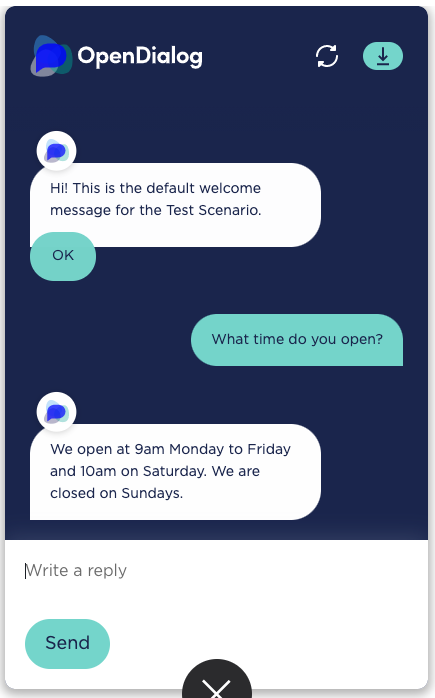 OpenDialog
Hi! This is the default welcome
message for the Test Scenario.
OK
What time do you open?
We open at 9am Monday to Friday
and 10am on Saturday. We are
closed on Sundays.
Write a reply
Send